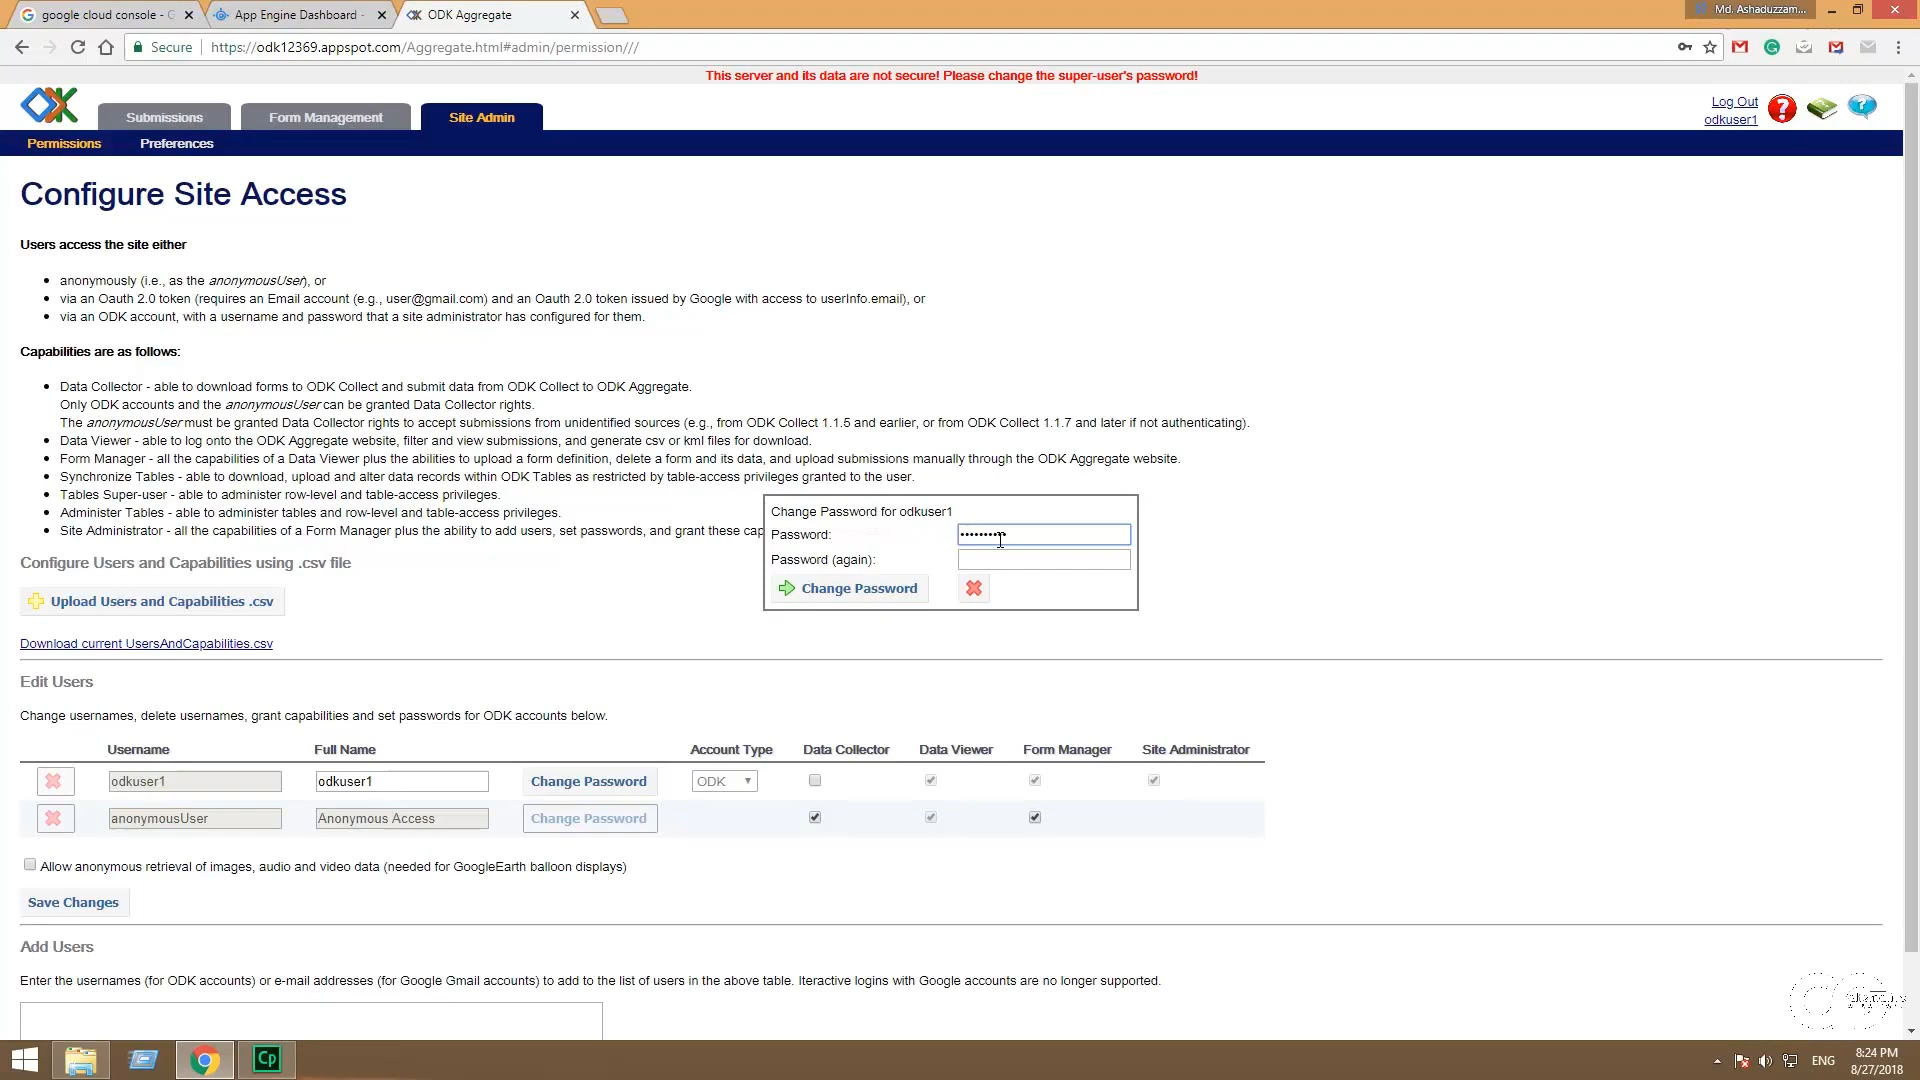 google cloud console - G
App Engine Dashboard -
ODK Aggregate
Md. Ashaduzzam...
Secure
https://odk12369.appspot.com/Aggregate.html#admin/permission///
This server and its data are not secure! Please change the super-user's password!
Submissions
Form Management
Site Admin
Log Out
odkuser1
Permissions
Preferences
Configure Site Access
Users access the site either
anonymously (i.e., as the anonymousUser), or
via an Oauth 2.0 token (requires an Email account (e.g., user@gmail.com) and an Oauth 2.0 token issued by Google with access to userInfo.email), or
via an ODK account, with a username and password that a site administrator has configured for them.
Capabilities are as follows:
Data Collector - able to download forms to ODK Collect and submit data from ODK Collect to ODK Aggregate.
Only ODK accounts and the anonymousUser can be granted Data Collector rights.
The anonymousUser must be granted Data Collector rights to accept submissions from unidentified sources (e.g., from ODK Collect 1.1.5 and earlier, or from ODK Collect 1.1.7 and later if not authenticating).
Data Viewer - able to log onto the ODK Aggregate website, filter and view submissions, and generate csv or kml files for download.
Form Manager - all the capabilities of a Data Viewer plus the abilities to upload a form definition, delete a form and its data, and upload submissions manually through the ODK Aggregate website.
Synchronize Tables - able to download, upload and alter data records within ODK Tables as restricted by table-access privileges granted to the user.
Tables Super-user - able to administer row-level and table-access privileges.
Administer Tables - able to administer tables and row-level and table-access privileges.
Site Administrator - all the capabilities of a Form Manager plus the ability to add users, set passwords, and grant these cap
Change Password for odkuser1
Password:
Password (again):
Change Password
Configure Users and Capabilities using .csv file
Upload Users and Capabilities .csv
Download current UsersAndCapabilities.csv
Edit Users
Change usernames, delete usernames, grant capabilities and set passwords for ODK accounts below.
Username Full Name Account Type Data Collector Data Viewer Form Manager Site Administrator
odkuser1 odkuser1 Change Password ODK
anonymousUser Anonymous Access Change Password
Allow anonymous retrieval of images, audio and video data (needed for GoogleEarth balloon displays)
Save Changes
Add Users
Enter the usernames (for ODK accounts) or e-mail addresses (for Google Gmail accounts) to add to the list of users in the above table. Iteractive logins with Google accounts are no longer supported.
Cp
ENG
8:24 PM
8/27/2018